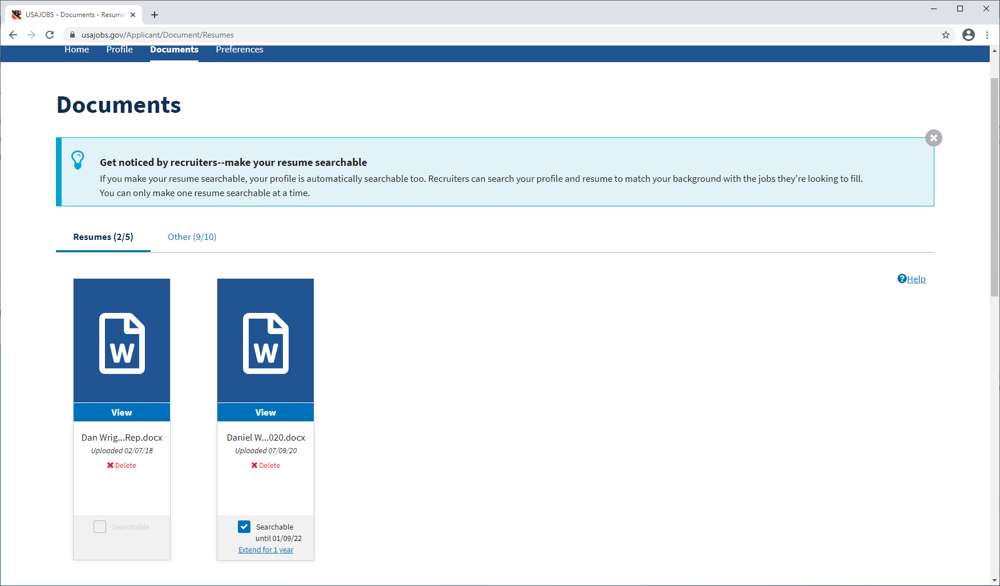 USAJOBS - Documents - Resume
usajobs.gov/Applicant/Document/Resumes
Home Profile Documents Preferences
Documents
Get noticed by recruiters--make your resume searchable
If you make your resume searchable, your profile is automatically searchable too. Recruiters can search your profile and resume to match your background with the jobs they're looking to fill.
You can only make one resume searchable at a time.
Resumes (2/5) Other (9/10)
Help
W W
View View
Dan Wrig...Rep.docx Daniel W...020.docx
Uploaded 02/07/18 Uploaded 07/09/20
Delete Delete
Searchable Searchable
until 01/09/22
Extend for 1 year